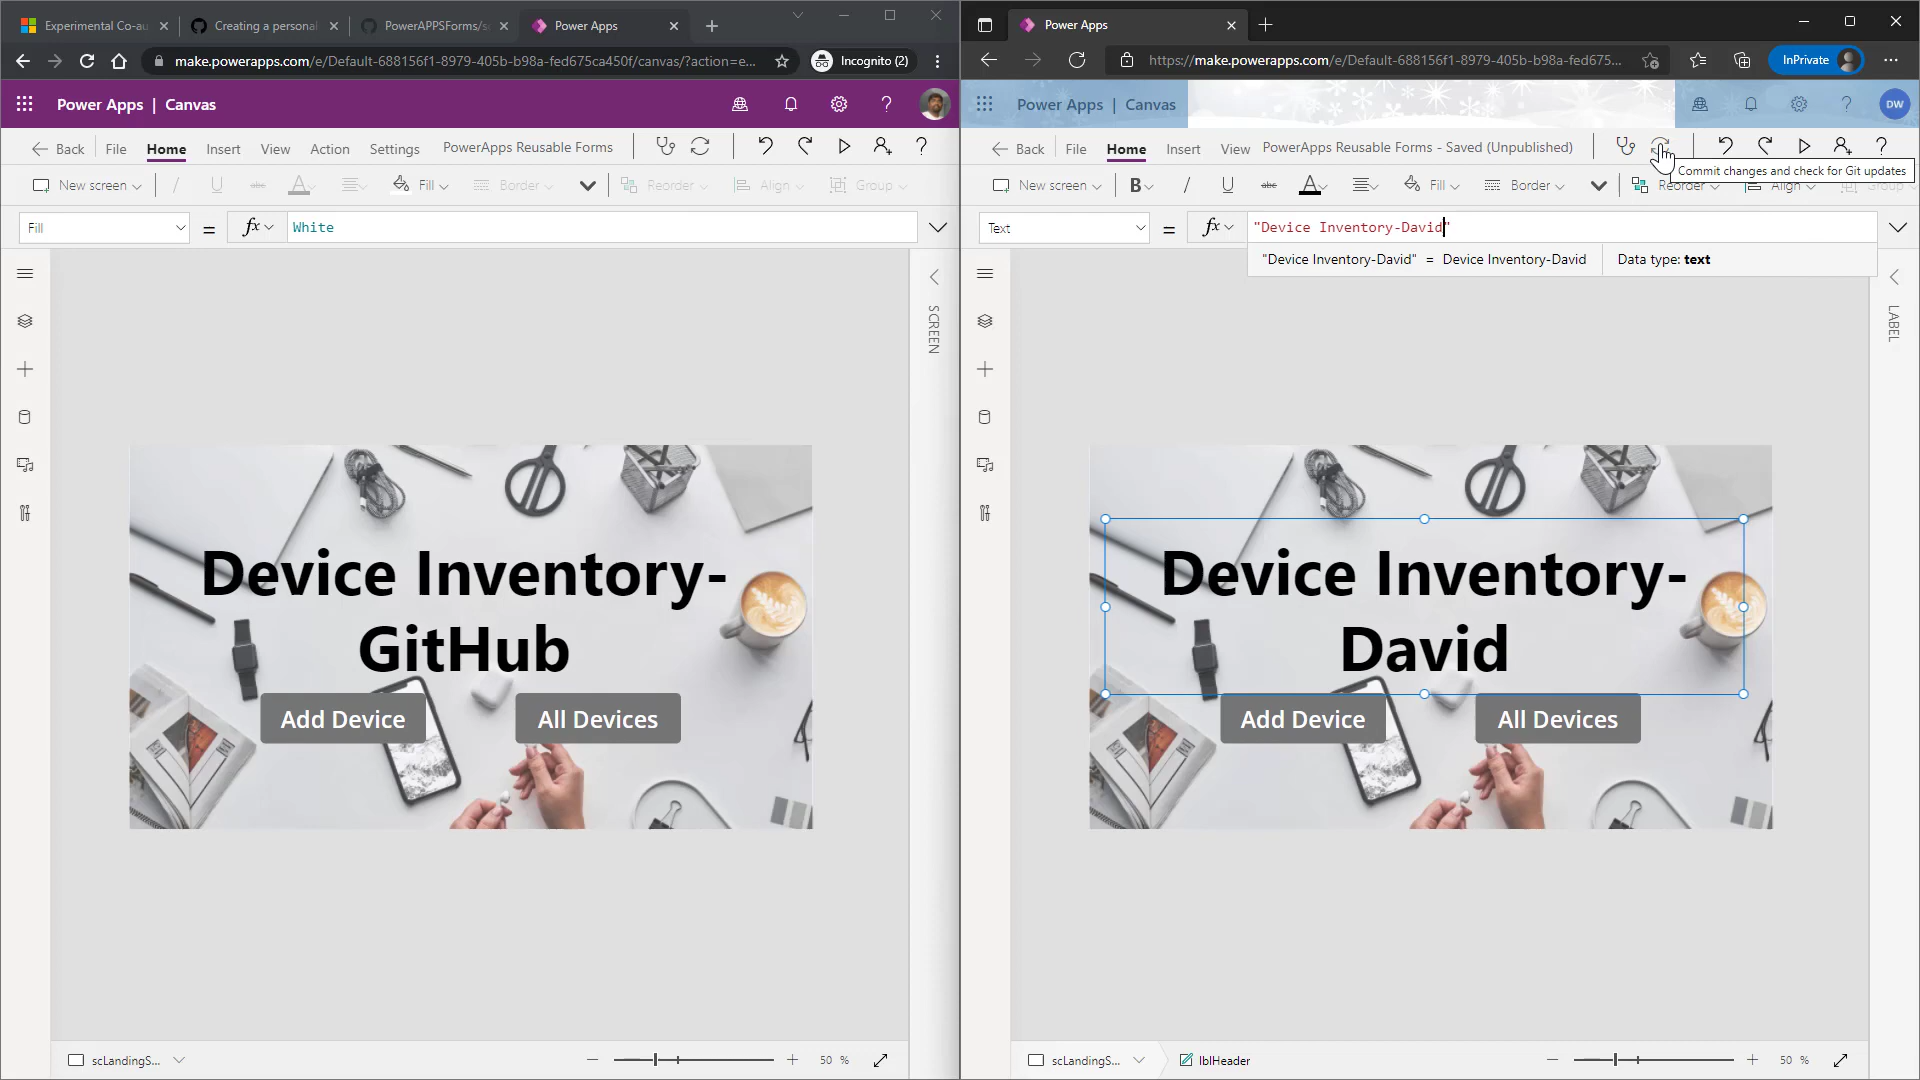 Experimental Co-au
Creating a personal
PowerAPPSForms/s
Power Apps
make.powerapps.com/e/Default-688156f1-8979-405b-b98a-fed675ca450f/canvas/?action=e...
Incognito (2)
Power Apps | Canvas
Back
File
Home
Insert
View
Action
Settings
PowerApps Reusable Forms
New screen
Fill
Border
Reorder
Align
Group
Fill
=
fx
White
SCREEN
Device Inventory-
GitHub
Add Device
All Devices
scLandingS...
50 %
Power Apps
https://make.powerapps.com/e/Default-688156f1-8979-405b-b98a-fed675...
InPrivate
Power Apps | Canvas
DW
Back
File
Home
Insert
View
PowerApps Reusable Forms - Saved (Unpublished)
Commit changes and check for Git updates
New screen
B
A
abc
Fill
Border
Reorder
Align
Group
Text
=
fx
"Device Inventory-David"
"Device Inventory-David" = Device Inventory-David
Data type: text
LABEL
Device Inventory-
David
Add Device
All Devices
scLandingS...
lblHeader
50 %